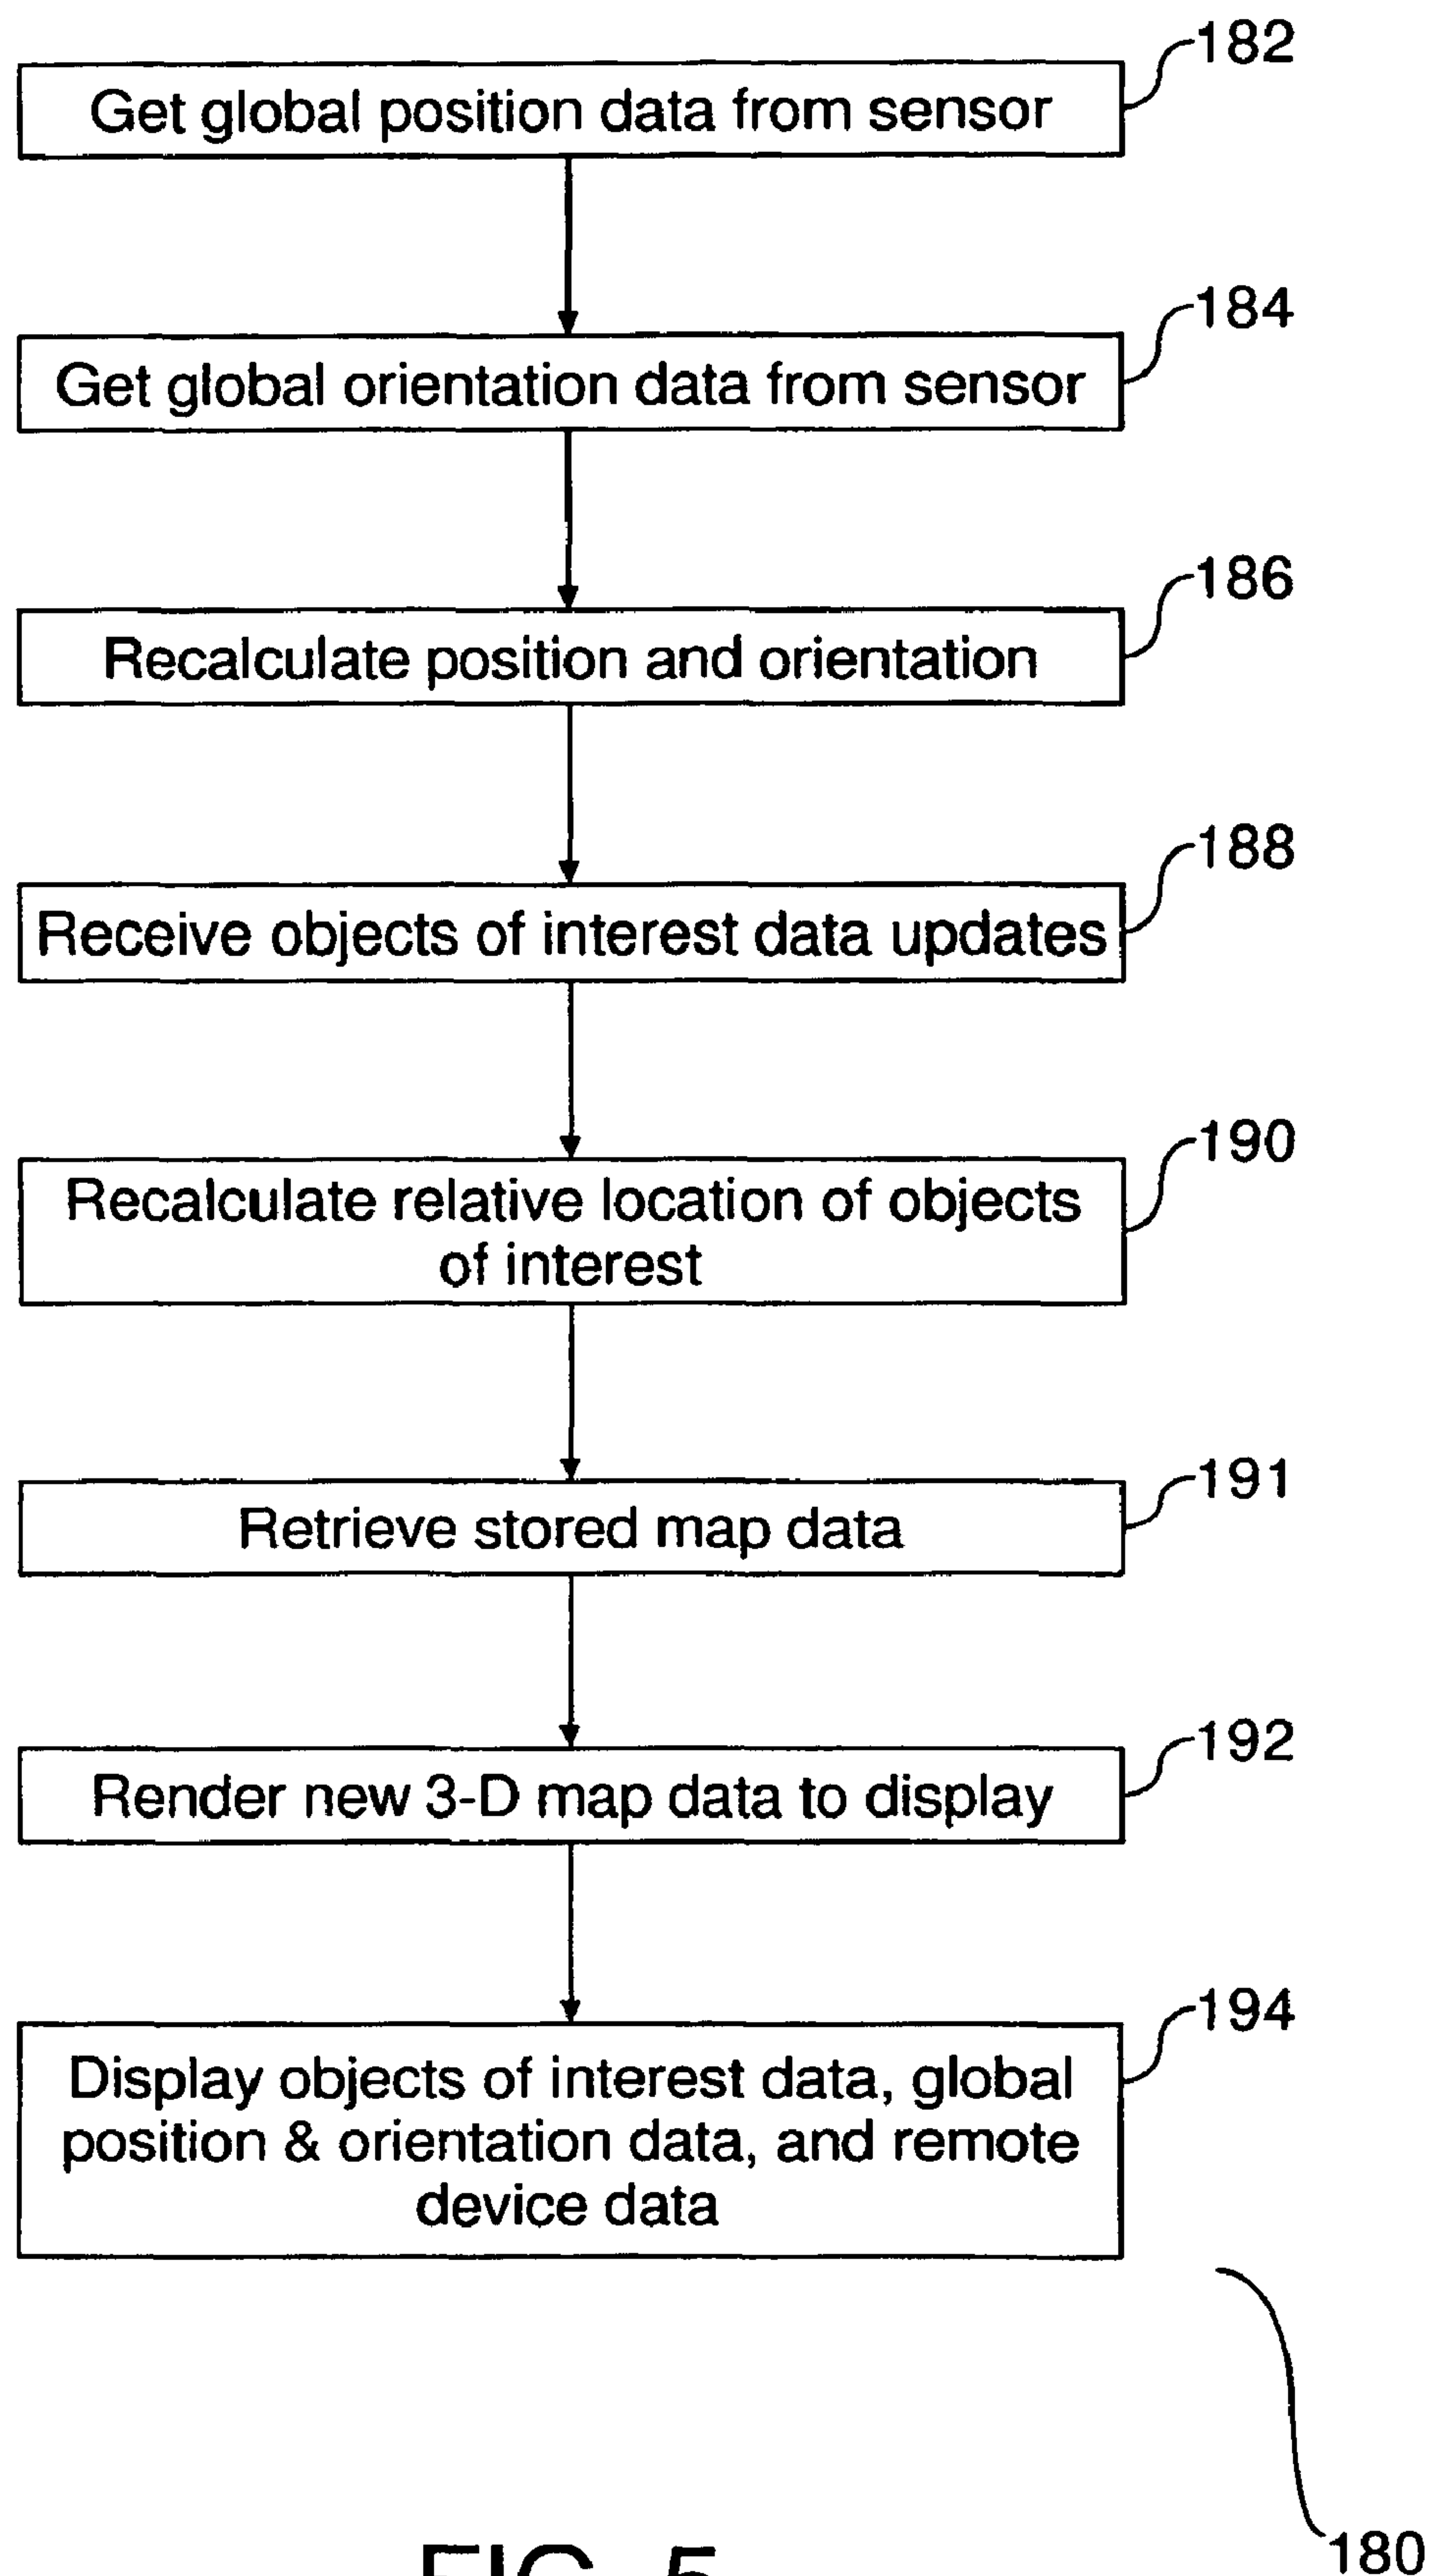 182
Get global position data from sensor
184
Get global orientation data from sensor
186
Recalculate position and orientation
188
Receive objects of interest data updates
190
Recalculate relative location of objects
of interest
191
Retrieve stored map data
192
Render new 3-D map data to display
194
Display objects of interest data, global
position & orientation data, and remote
device data
180
FIG. 5